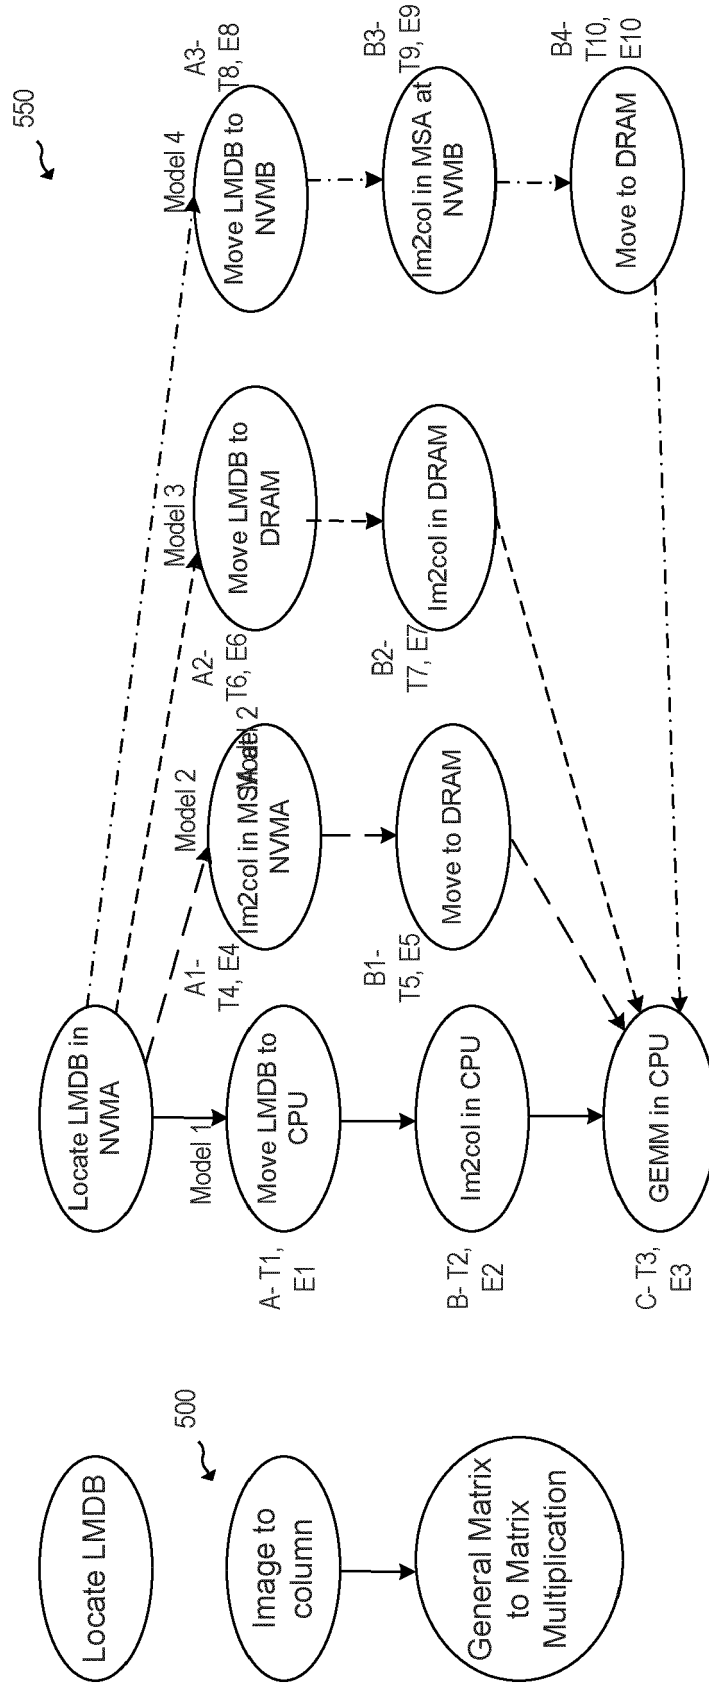 Locate LMDB
500
Image to
column
General Matrix
to Matrix
Multiplication
550
Locate LMDB in
NVMA
Model 1
A- T1,
E1
Move LMDB to
CPU
B- T2,
E2
Im2col in CPU
C- T3,
E3
GEMM in CPU
Model 2
A1-
T4, E4
Im2col in MSA at
NVMA
Model 2
B1-
T5, E5
Move to DRAM
Model 3
A2-
T6, E6
Move LMDB to
DRAM
B2-
T7, E7
Im2col in DRAM
Model 4
A3-
T8, E8
Move LMDB to
NVMB
B3-
T9, E9
Im2col in MSA at
NVMB
B4-
T10,
E10
Move to DRAM